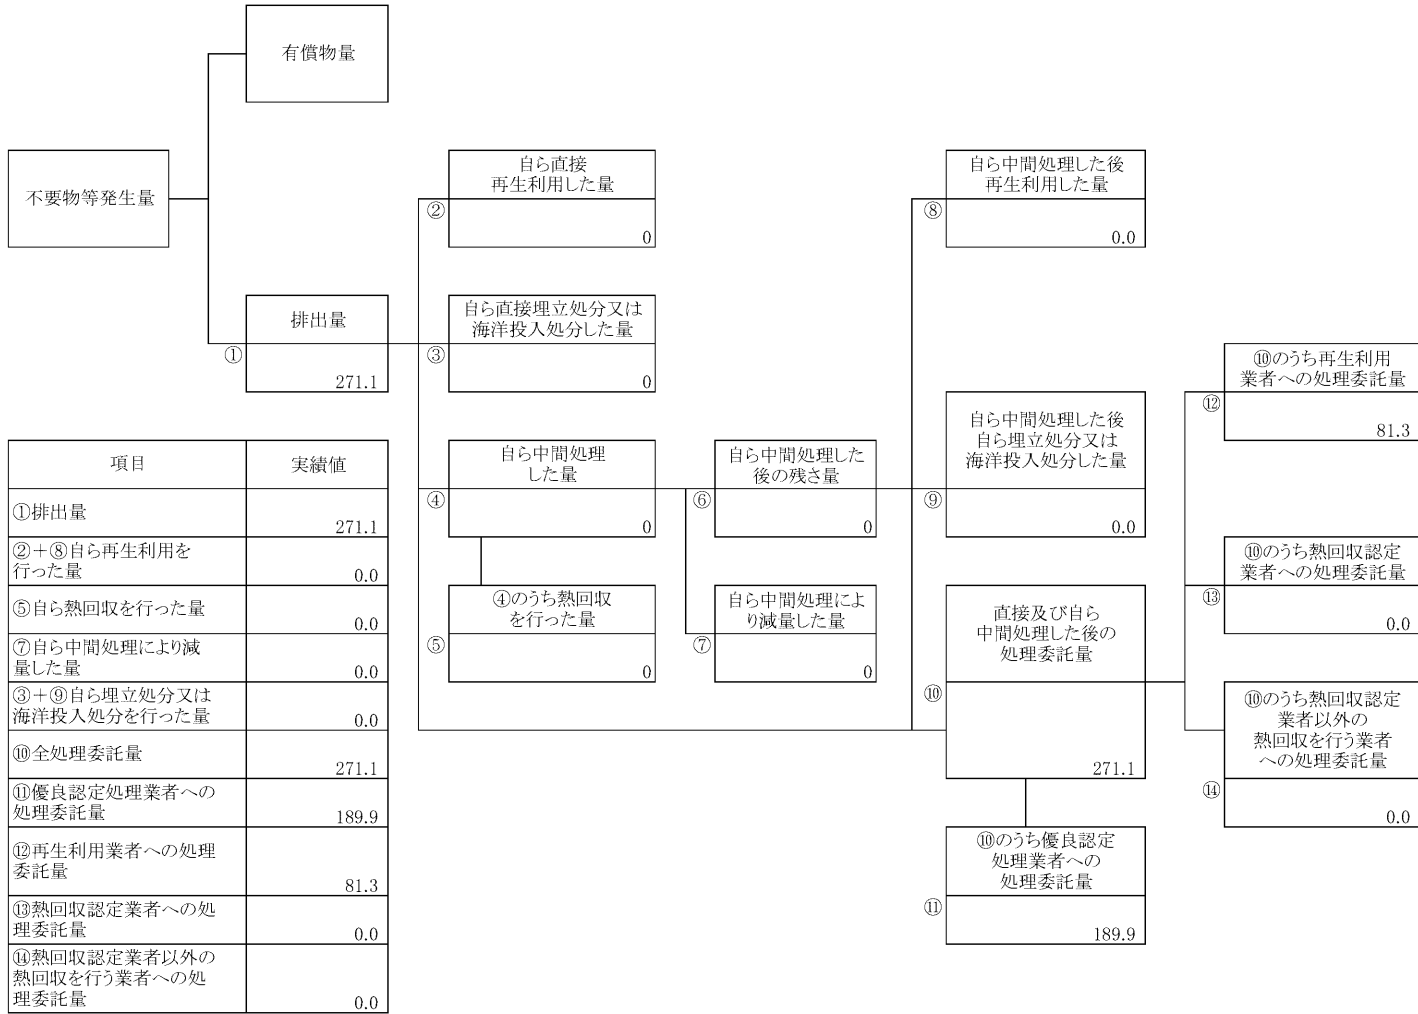 有償物量
不要物等発生量
自ら直接
再生利用した量
②
0
自ら中間処理した後
再生利用した量
⑧
0.0
排出量
①
271.1
自ら直接埋立処分又は
海洋投入処分した量
③
0
⑩のうち再生利用
業者への処理委託量
⑫
81.3
自ら中間処理
した量
④
0
自ら中間処理した
後の残さ量
⑥
0
自ら中間処理した後
自ら埋立処分又は
海洋投入処分した量
⑨
0.0
⑩のうち熱回収認定
業者への処理委託量
⑬
0.0
④のうち熱回収
を行った量
⑤
0
自ら中間処理によ
り減量した量
⑦
0
直接及び自ら
中間処理した後の
処理委託量
⑩
271.1
⑩のうち熱回収認定
業者以外の
熱回収を行う業者
への処理委託量
⑭
0.0
⑩のうち優良認定
処理業者への
処理委託量
⑪
189.9
項目 実績値
①排出量
271.1
②+⑧自ら再生利用を
行った量
0.0
⑤自ら熱回収を行った量
0.0
⑦自ら中間処理により減
量した量
0.0
③+⑨自ら埋立処分又は
海洋投入処分を行った量
0.0
⑩全処理委託量
271.1
⑪優良認定処理業者への
処理委託量
189.9
⑫再生利用業者への処理
委託量
81.3
⑬熱回収認定業者への処
理委託量
0.0
⑭熱回収認定業者以外の
熱回収を行う業者への処
理委託量
0.0